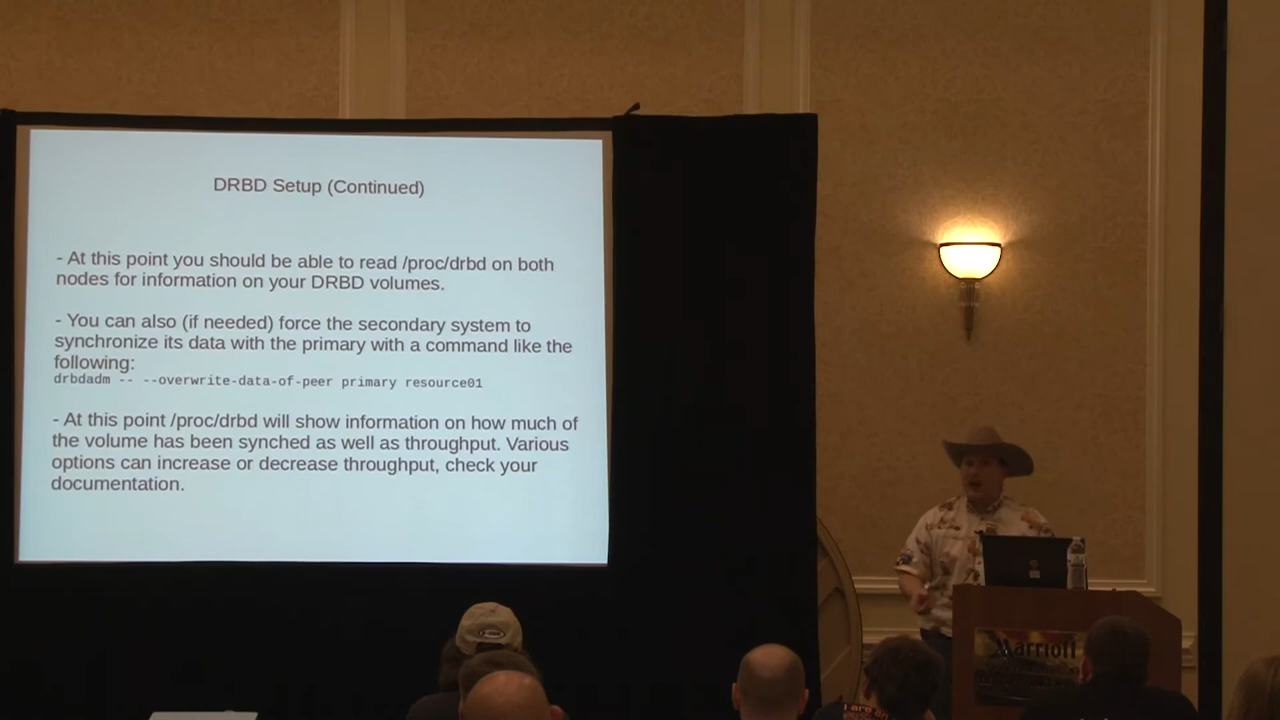 DRBD Setup (Continued)
- At this point you should be able to read /proc/drbd on both
nodes for information on your DRBD volumes.
- You can also (if needed) force the secondary system to
synchronize its data with the primary with a command like the
following:
drbdadm -- --overwrite-data-of-peer primary resource01
- At this point /proc/drbd will show information on how much of
the volume has been synched as well as throughput. Various
options can increase or decrease throughput, check your
documentation.
Marriott